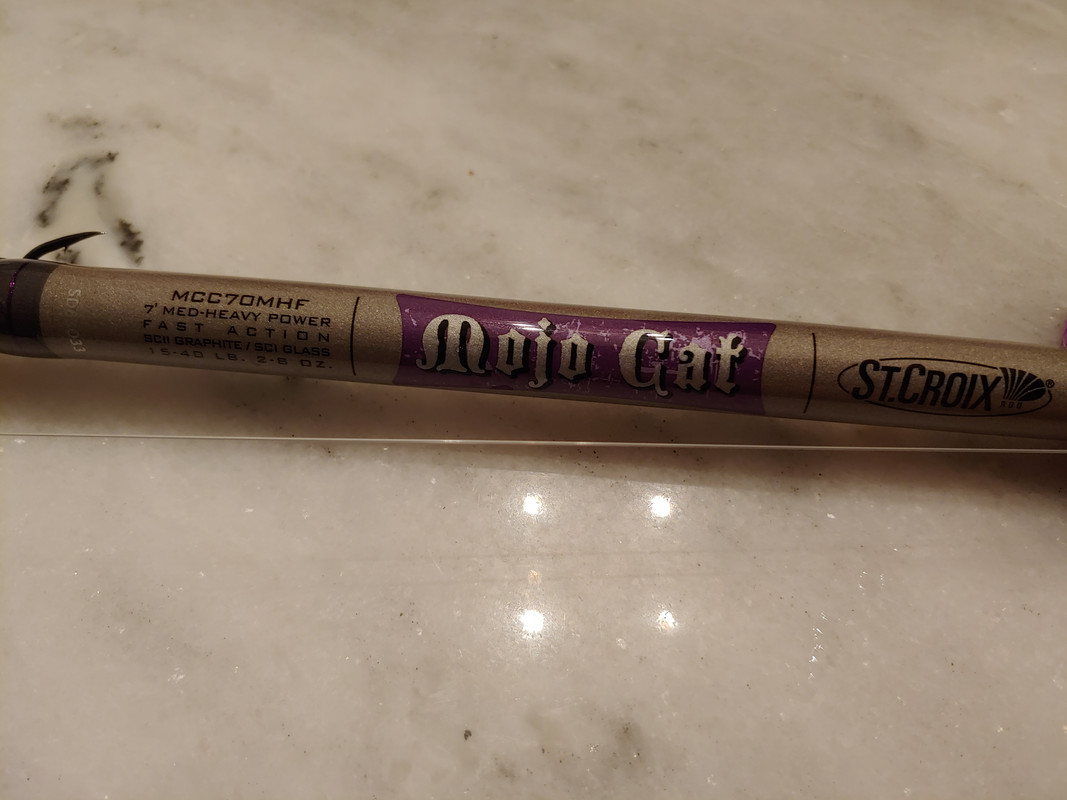 MCC70MHF
7' MED-HEAVY POWER
FAST ACTION
SCII GRAPHITE / SCI GLASS
15-40 LB. 2-8 OZ.
Mojo Cat
ST.CROIX
®